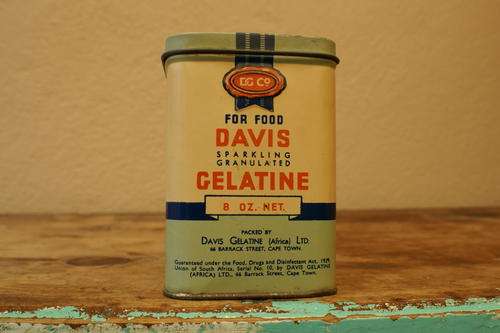 DG Cº
FOR FOOD
DAVIS
SPARKLING
GRANULATED
GELATINE
8 OZ. NET.
PACKED BY
DAVIS GELATINE (Africa) LTD.
66 BARRACK STREET, CAPE TOWN.
Guaranteed under the Food, Drugs and Disinfectant Act, 1929,
Union of South Africa, Serial No. 10, by DAVIS GELATINE
(AFRICA) LTD., 66 Barrack Street, Cape Town.